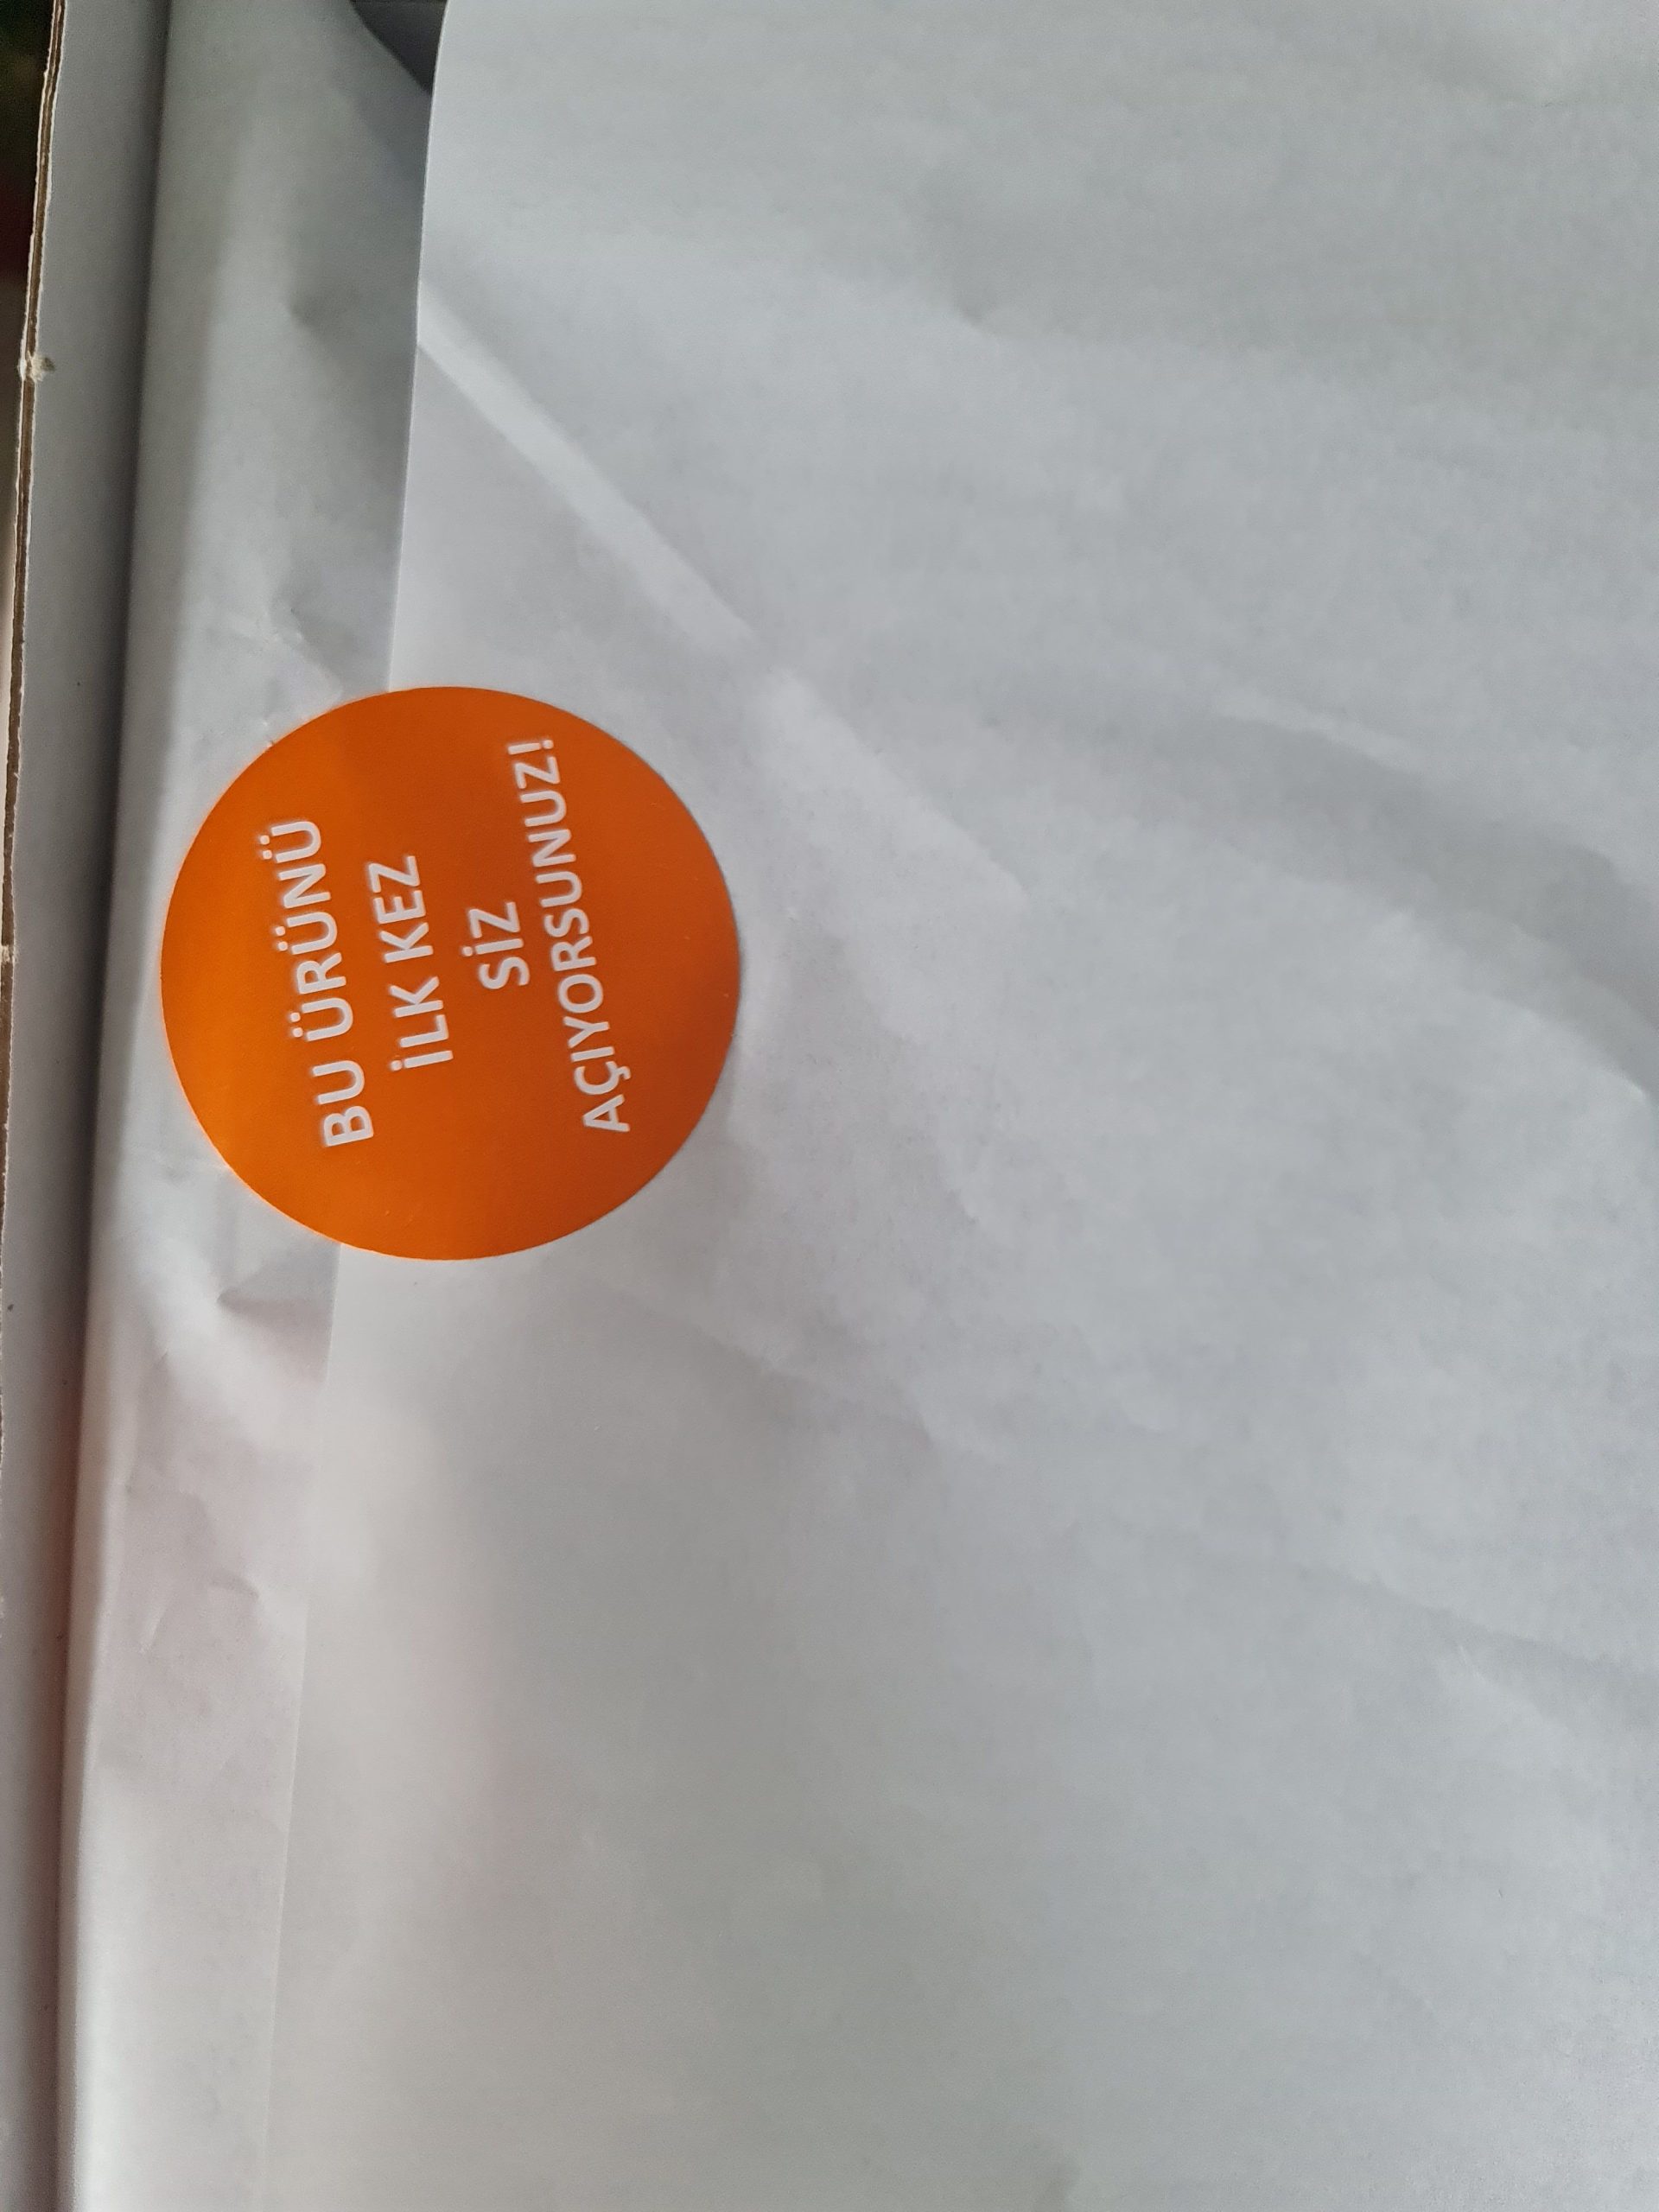 BU ÜRÜNÜ
İLK KEZ
SİZ
AÇIYORSUNUZ!